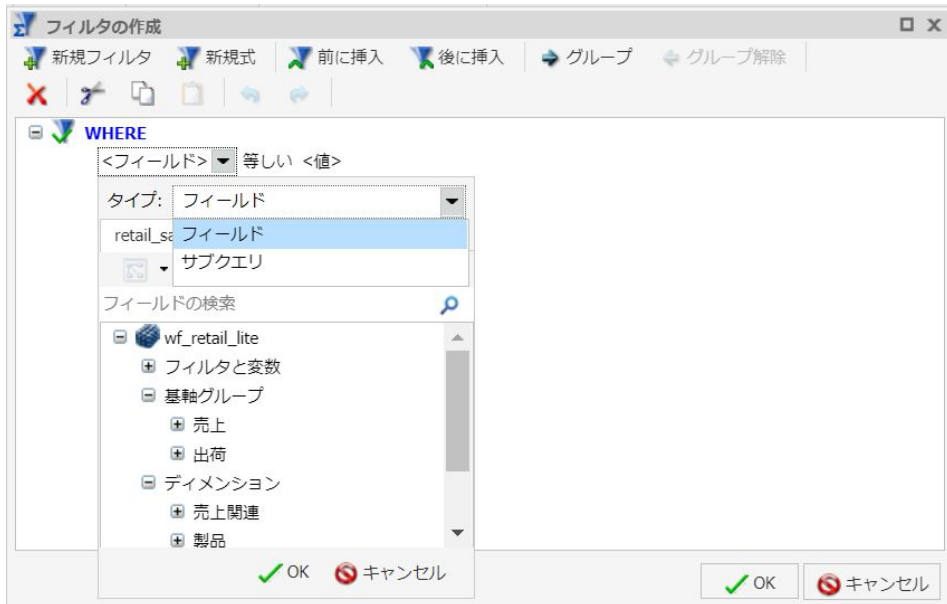 フィルタの作成
新規フィルタ 新規式 前に挿入 後に挿入 グループ グループ解除
WHERE
<フィールド> 等しい <値>
タイプ: フィールド
retail_sa フィールド
サブクエリ
フィールドの検索
wf_retail_lite
フィルタと変数
基軸グループ
売上
出荷
ディメンション
売上関連
製品
OK キャンセル
OK キャンセル